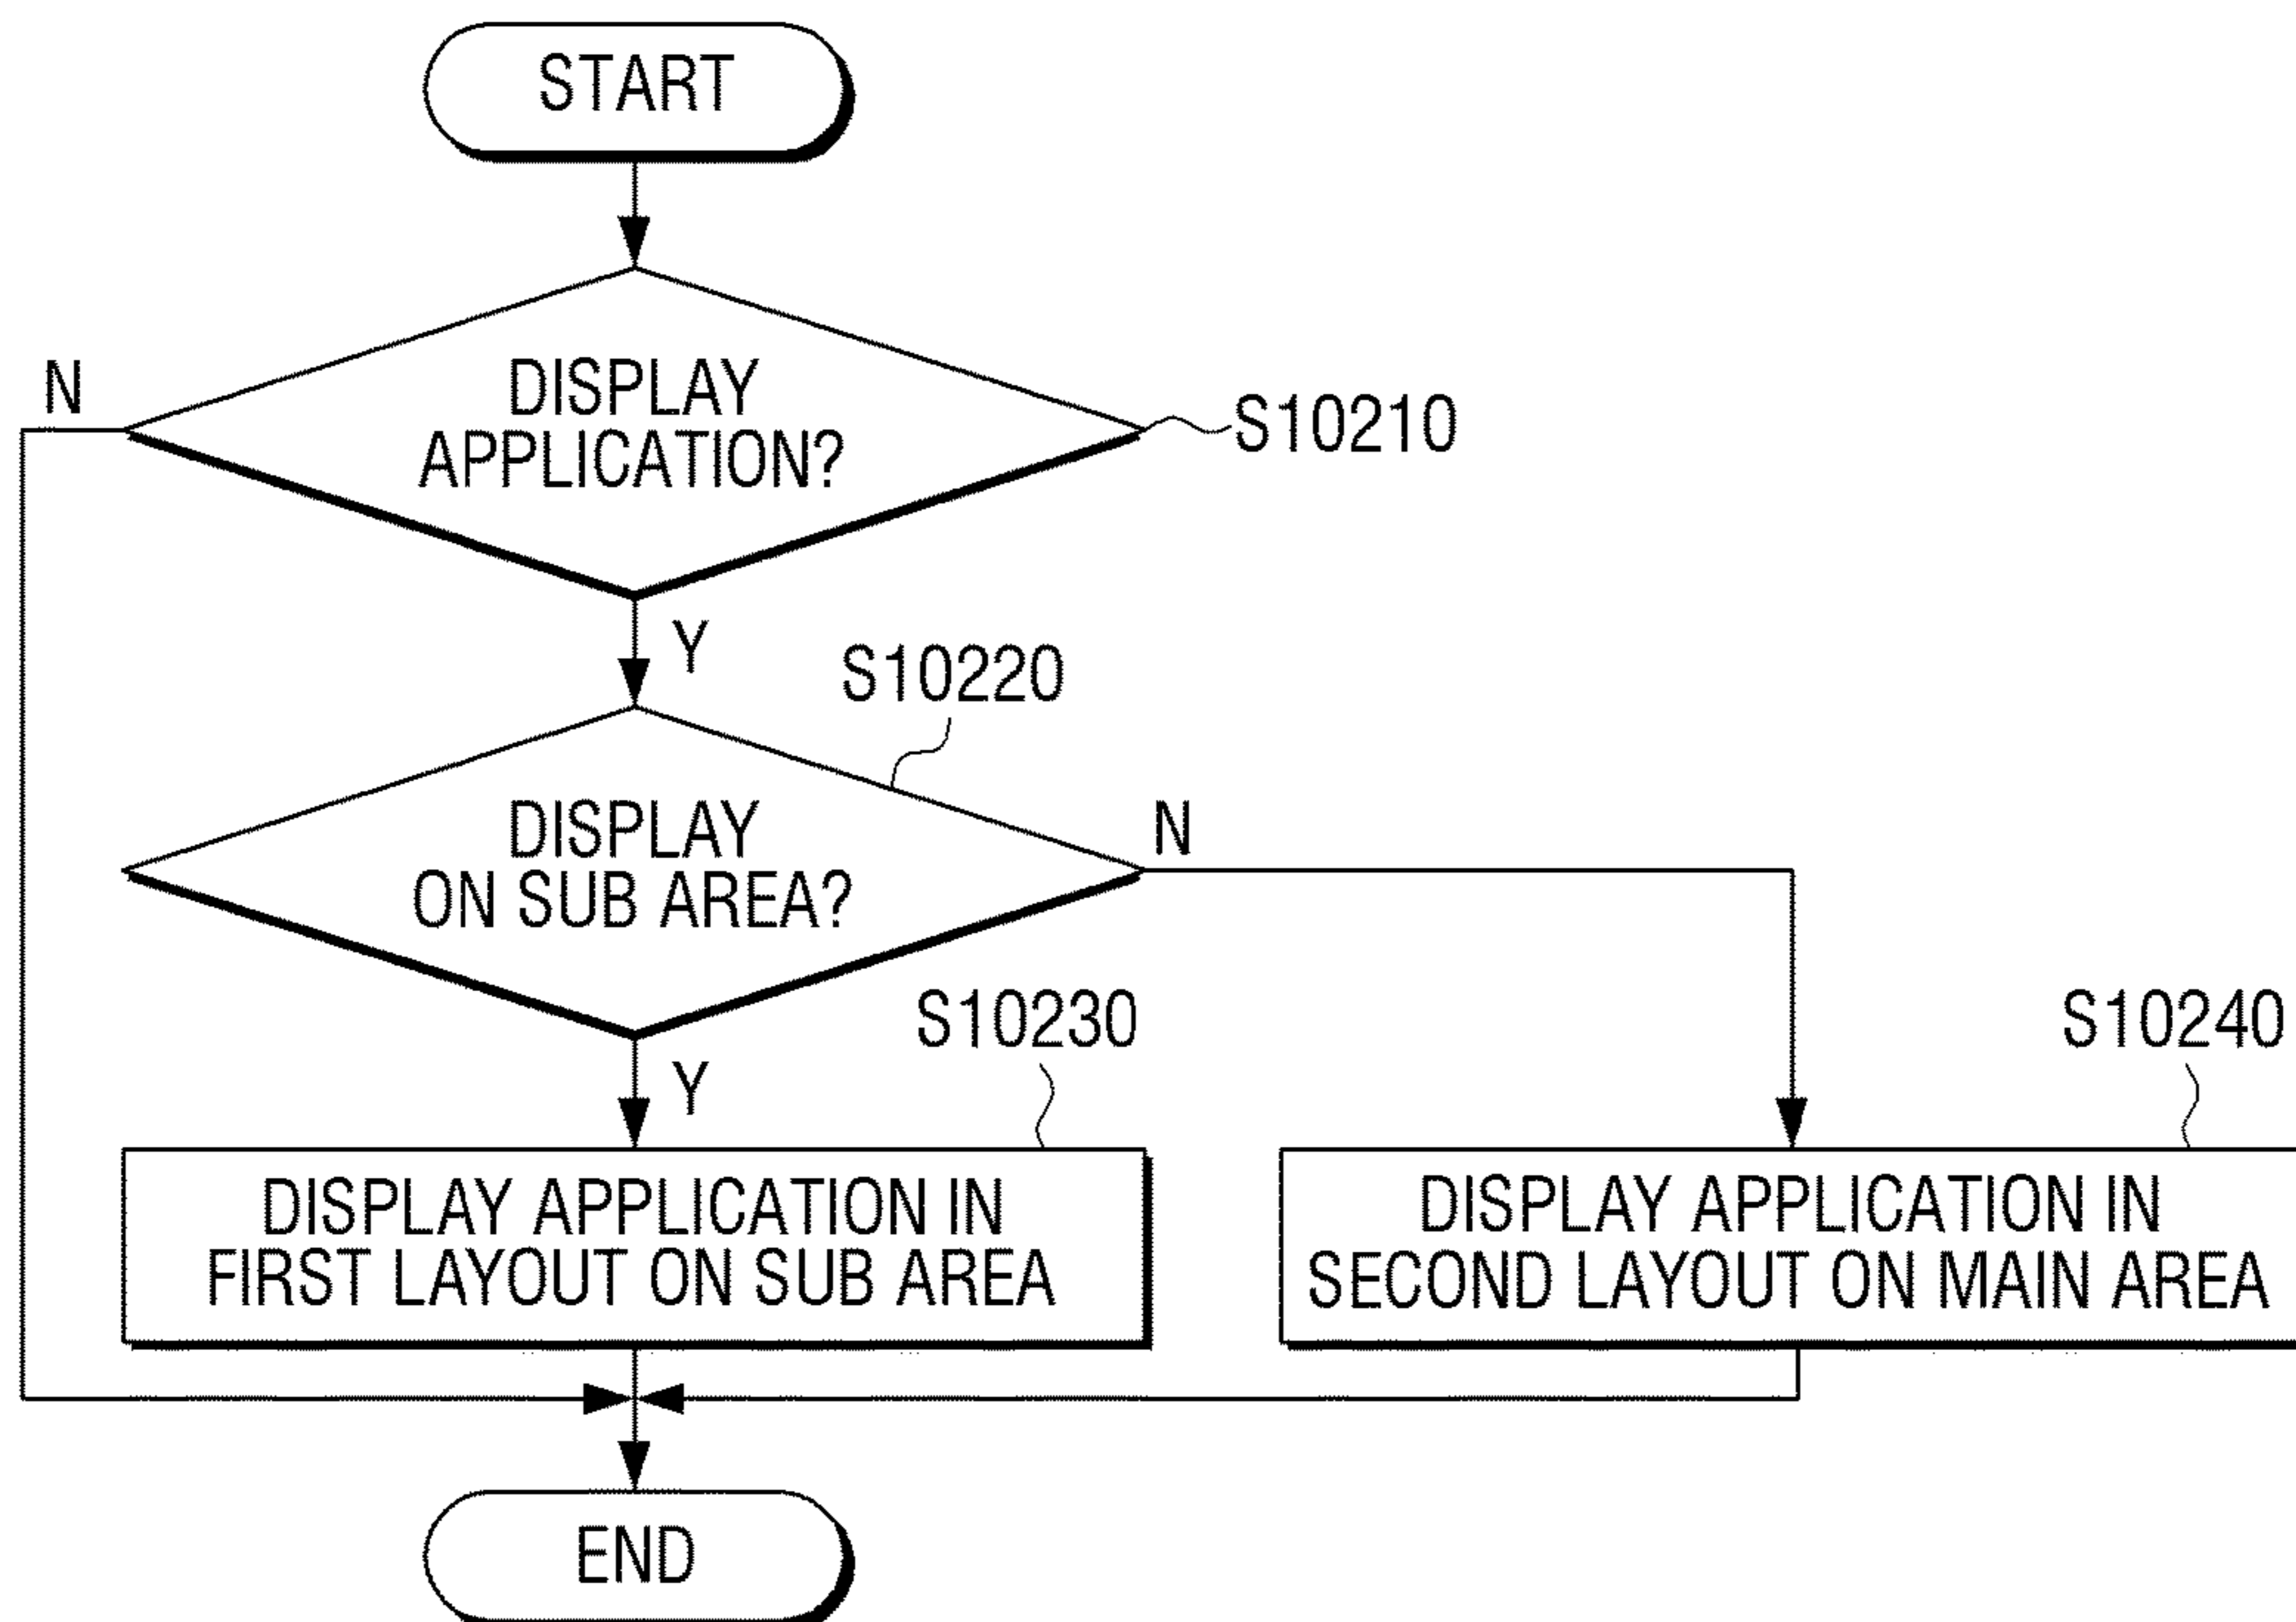 START
DISPLAY
APPLICATION?
N
S10210
Y
S10220
DISPLAY
ON SUB AREA?
N
Y
S10230
S10240
DISPLAY APPLICATION IN
FIRST LAYOUT ON SUB AREA
DISPLAY APPLICATION IN
SECOND LAYOUT ON MAIN AREA
END